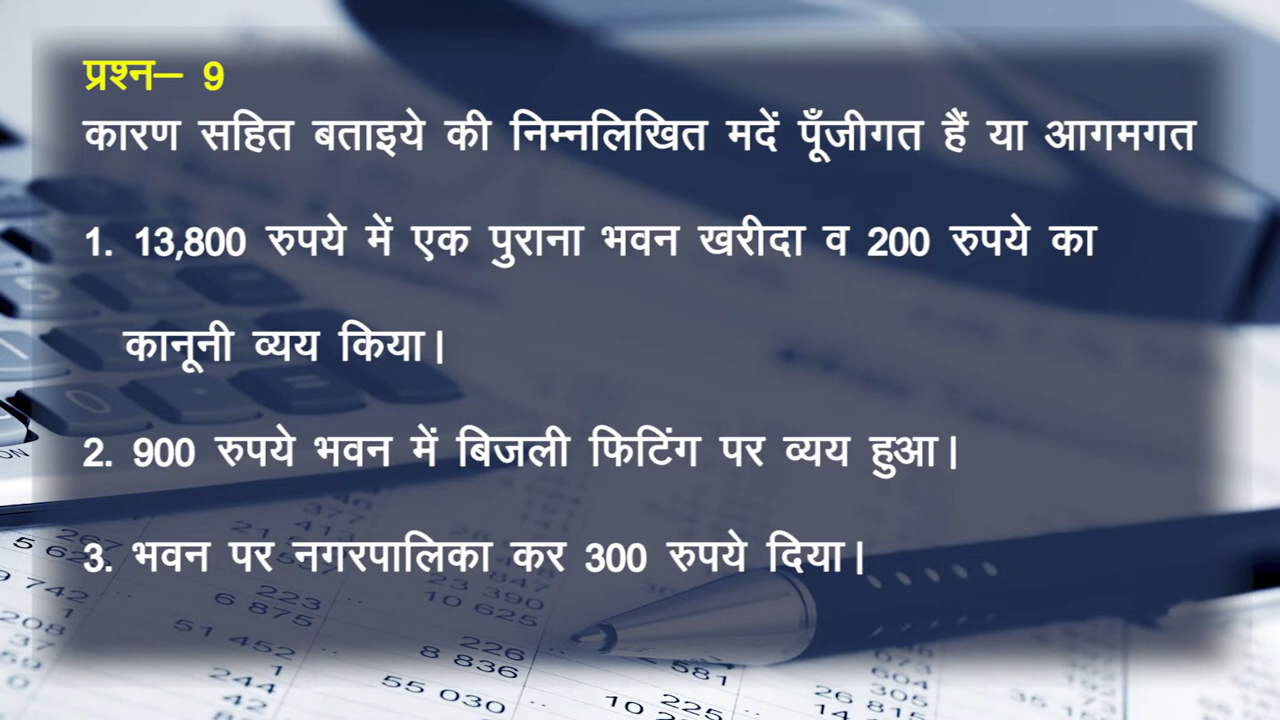 प्रश्न– 9
कारण सहित बताइये की निम्नलिखित मदें पूँजीगत हैं या आगमगत
1. 13,800 रुपये में एक पुराना भवन खरीदा व 200 रुपये का
कानूनी व्यय किया।
2. 900 रुपये भवन में बिजली फिटिंग पर व्यय हुआ।
3. भवन पर नगरपालिका कर 300 रुपये दिया।